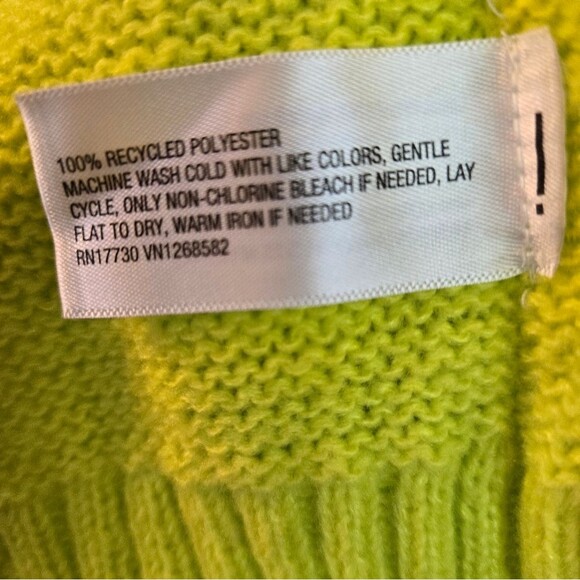 100% RECYCLED POLYESTER
MACHINE WASH COLD WITH LIKE COLORS, GENTLE
CYCLE, ONLY NON-CHLORINE BLEACH IF NEEDED, LAY
FLAT TO DRY, WARM IRON IF NEEDED
RN17730 VN1268582